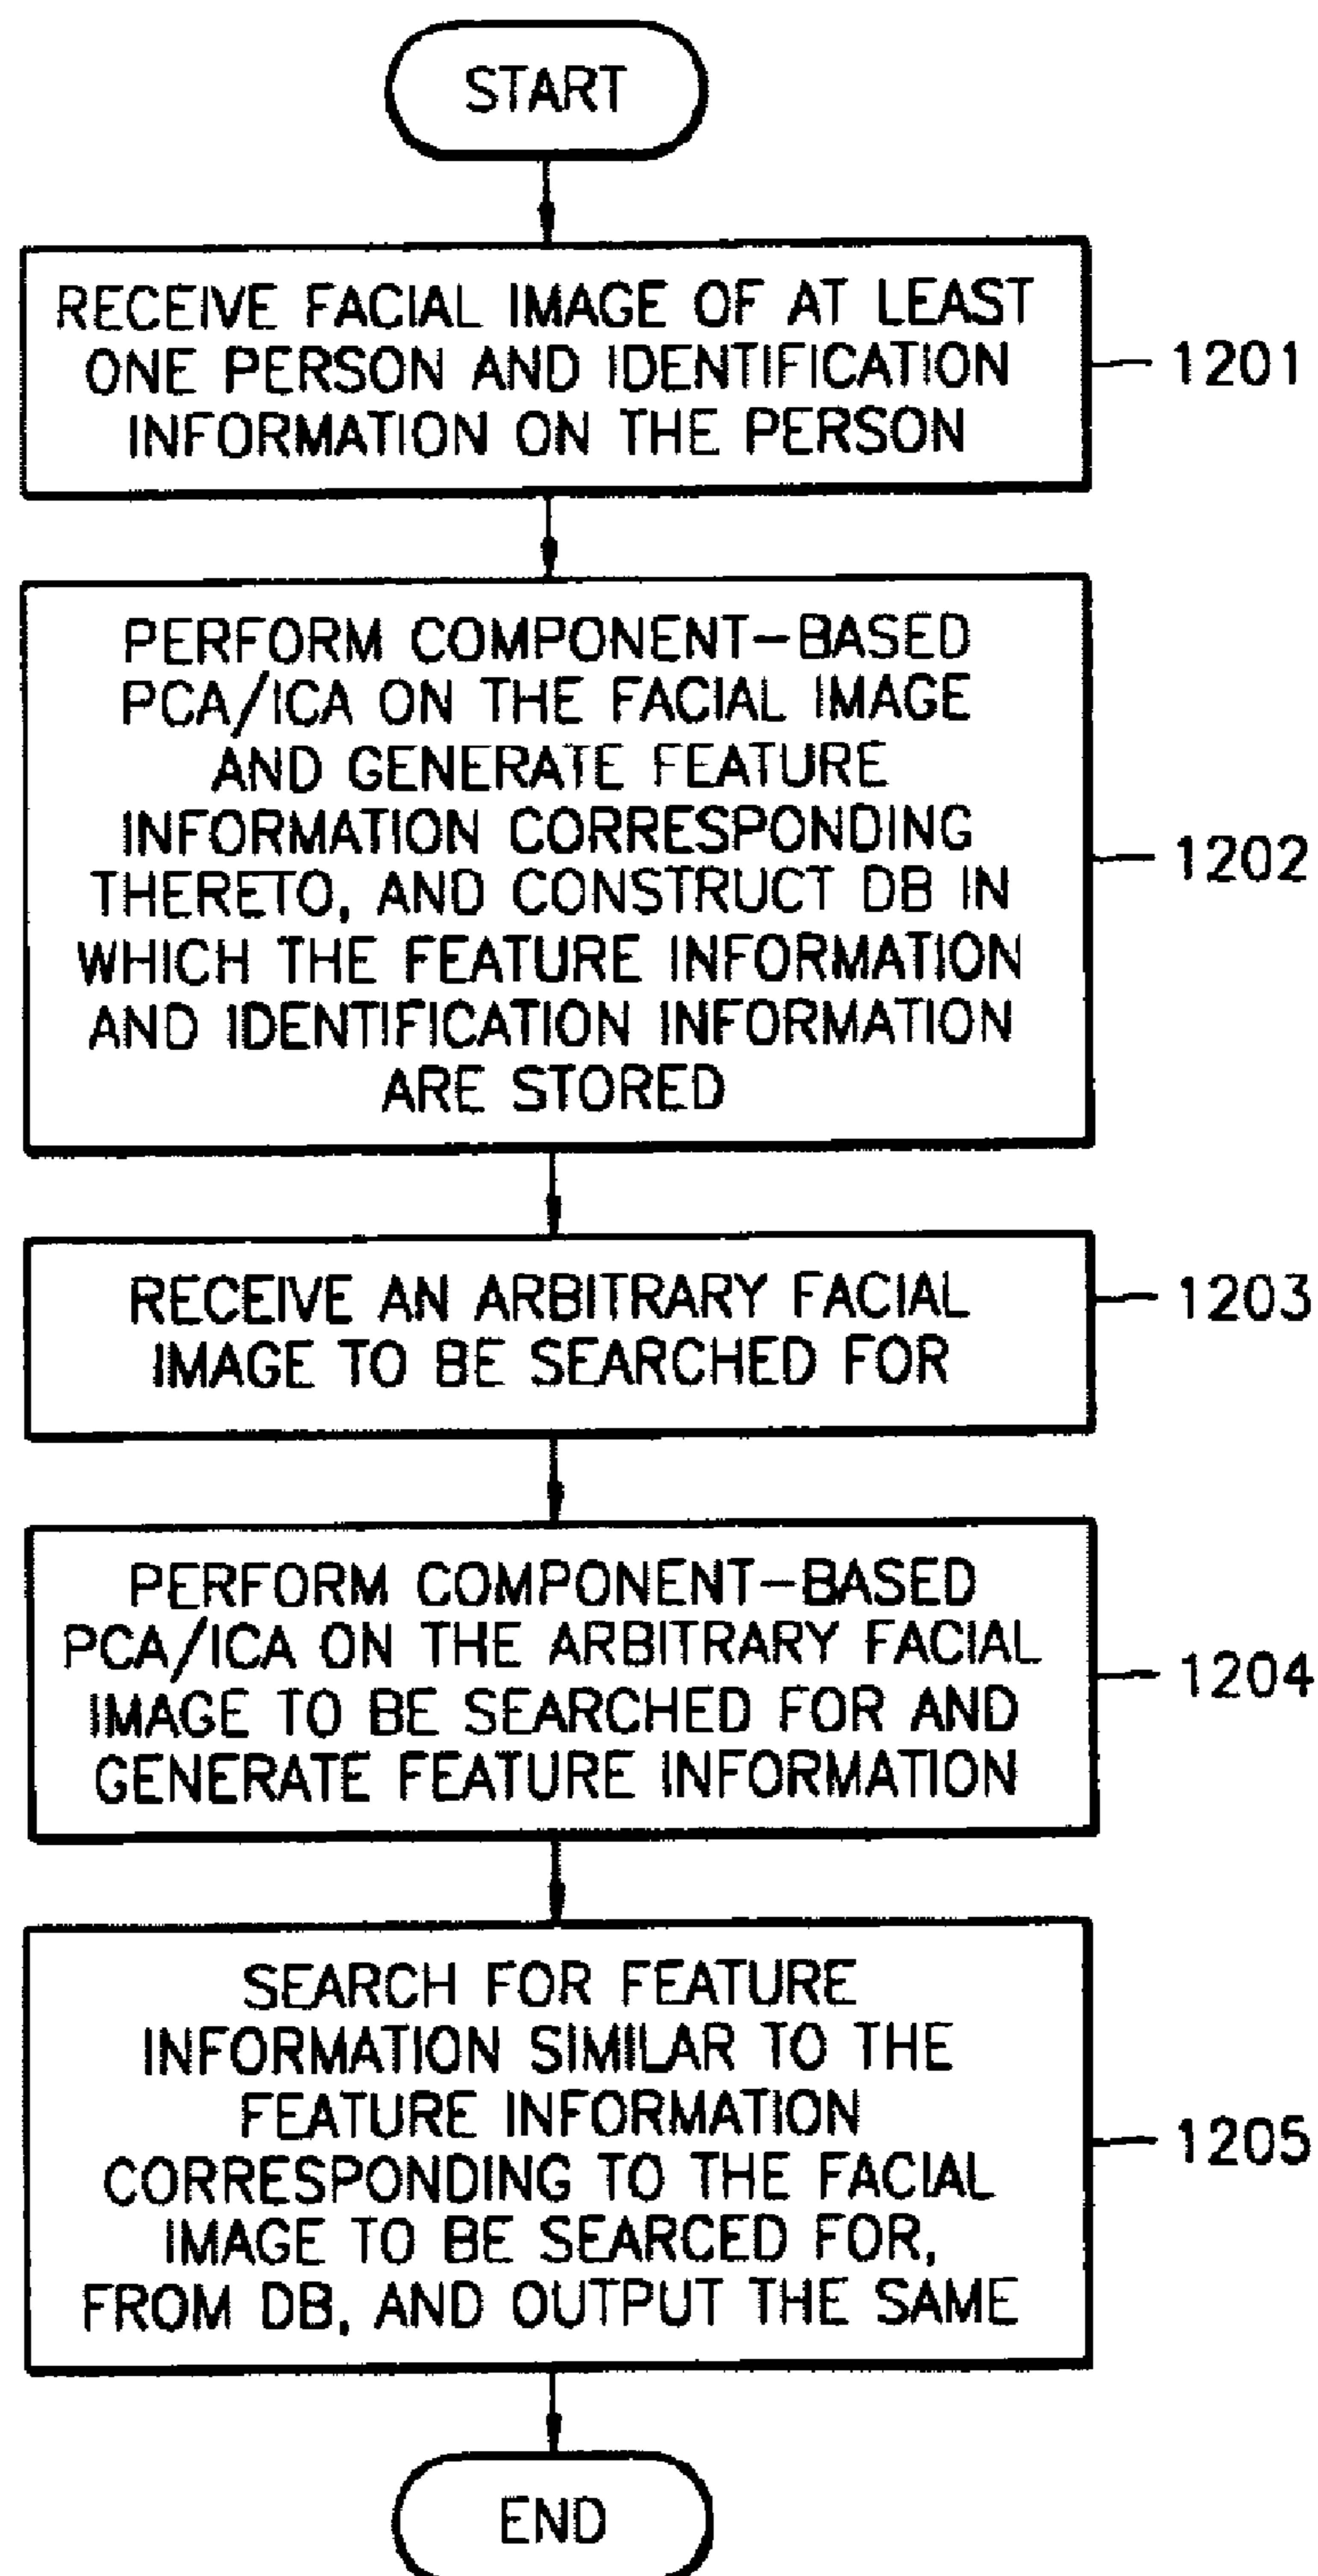 START
RECEIVE FACIAL IMAGE OF AT LEAST
ONE PERSON AND IDENTIFICATION
INFORMATION ON THE PERSON
1201
PERFORM COMPONENT-BASED
PCA/ICA ON THE FACIAL IMAGE
AND GENERATE FEATURE
INFORMATION CORRESPONDING
THERETO, AND CONSTRUCT DB IN
WHICH THE FEATURE INFORMATION
AND IDENTIFICATION INFORMATION
ARE STORED
1202
RECEIVE AN ARBITRARY FACIAL
IMAGE TO BE SEARCHED FOR
1203
PERFORM COMPONENT-BASED
PCA/ICA ON THE ARBITRARY FACIAL
IMAGE TO BE SEARCHED FOR AND
GENERATE FEATURE INFORMATION
1204
SEARCH FOR FEATURE
INFORMATION SIMILAR TO THE
FEATURE INFORMATION
CORRESPONDING TO THE FACIAL
IMAGE TO BE SEARCED FOR,
FROM DB, AND OUTPUT THE SAME
1205
END